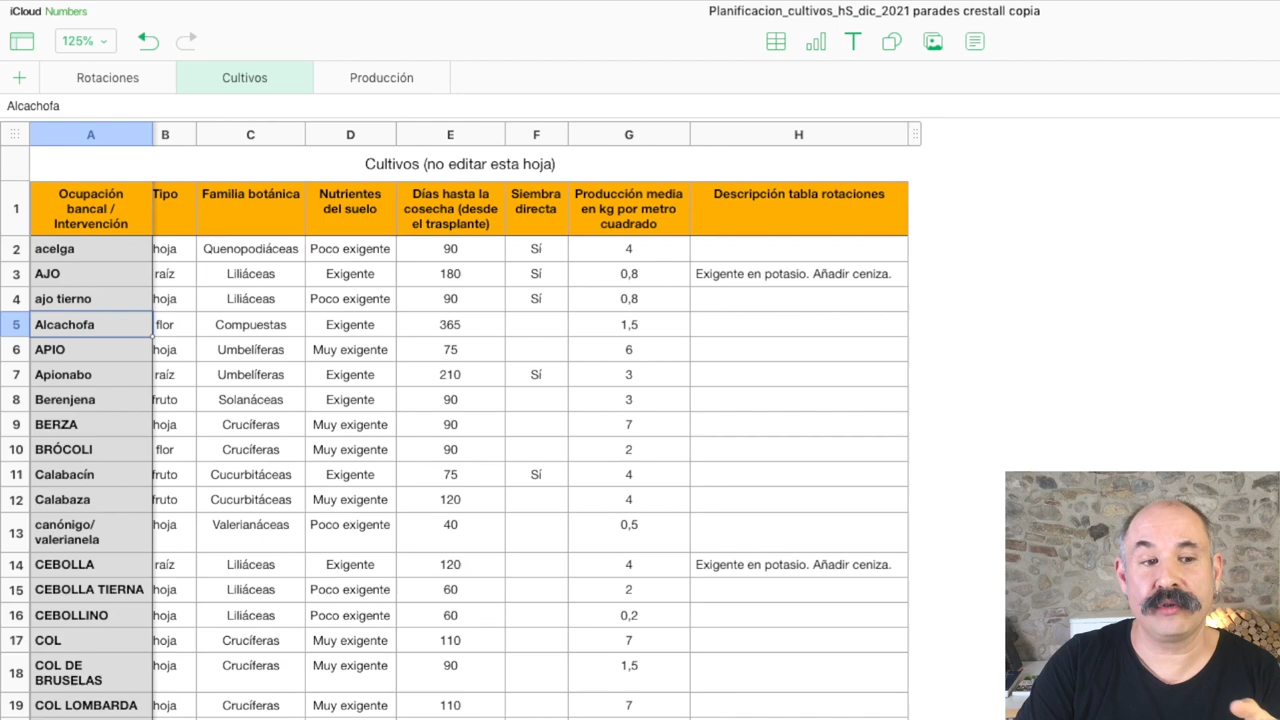 iCloud Numbers
Planificacion_cultivos_hS_dic_2021 parades crestall copia
125%
Rotaciones Cultivos Producción
Alcachofa
A B C D E F G H
Cultivos (no editar esta hoja)
1 Ocupación bancal / Intervención Tipo Familia botánica Nutrientes del suelo Días hasta la cosecha (desde el trasplante) Siembra directa Producción media en kg por metro cuadrado Descripción tabla rotaciones
2 acelga hoja Quenopodiáceas Poco exigente 90 Sí 4
3 AJO raíz Liliáceas Exigente 180 Sí 0,8 Exigente en potasio. Añadir ceniza.
4 ajo tierno hoja Liliáceas Poco exigente 90 Sí 0,8
5 Alcachofa flor Compuestas Exigente 365 1,5
6 APIO hoja Umbelíferas Muy exigente 75 6
7 Apionabo raíz Umbelíferas Exigente 210 Sí 3
8 Berenjena fruto Solanáceas Exigente 90 3
9 BERZA hoja Crucíferas Muy exigente 90 7
10 BRÓCOLI flor Crucíferas Muy exigente 90 2
11 Calabacín fruto Cucurbitáceas Exigente 75 Sí 4
12 Calabaza fruto Cucurbitáceas Muy exigente 120 4
13 canónigo/ valerianela hoja Valerianáceas Poco exigente 40 0,5
14 CEBOLLA raíz Liliáceas Exigente 120 4 Exigente en potasio. Añadir ceniza.
15 CEBOLLA TIERNA hoja Liliáceas Poco exigente 60 2
16 CEBOLLINO hoja Liliáceas Poco exigente 60 0,2
17 COL hoja Crucíferas Muy exigente 110 7
18 COL DE BRUSELAS hoja Crucíferas Muy exigente 90 1,5
19 COL LOMBARDA hoja Crucíferas Muy exigente 110 7